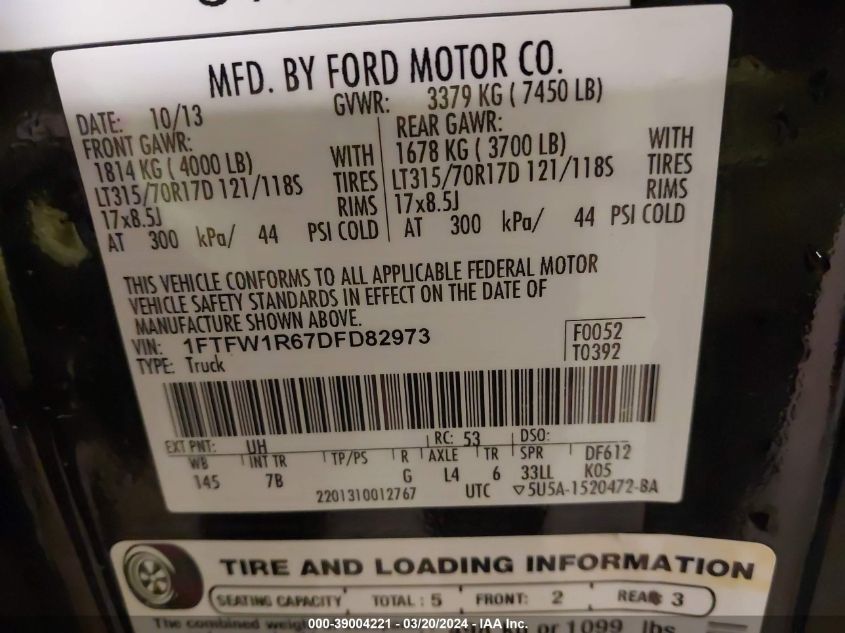 MFD. BY FORD MOTOR CO.
DATE: 10/13 GVWR: 3379 KG ( 7450 LB)
FRONT GAWR: REAR GAWR:
1814 KG ( 4000 LB) WITH 1678 KG ( 3700 LB) WITH
LT315/70R17D 121/118S TIRES LT315/70R17D 121/118S TIRES
17x8.5J RIMS 17x8.5J RIMS
AT 300 kPa/ 44 PSI COLD AT 300 kPa/ 44 PSI COLD
THIS VEHICLE CONFORMS TO ALL APPLICABLE FEDERAL MOTOR
VEHICLE SAFETY STANDARDS IN EFFECT ON THE DATE OF
MANUFACTURE SHOWN ABOVE.
VIN: 1FTFW1R67DFD82973 F0052
TYPE: Truck T0392
EXT PNT: UH RC: 53 DSO:
WB INT TR TP/PS R AXLE TR SPR DF612
145 7B G L4 6 33LL K05
2201310012767 UTC ▽5U5A-1520472-BA
TIRE AND LOADING INFORMATION
SEATING CAPACITY TOTAL : 5 FRONT: 2 REAR 3
The combined or 1099 lbs
000-39004221 - 03/20/2024 - IAA Inc.